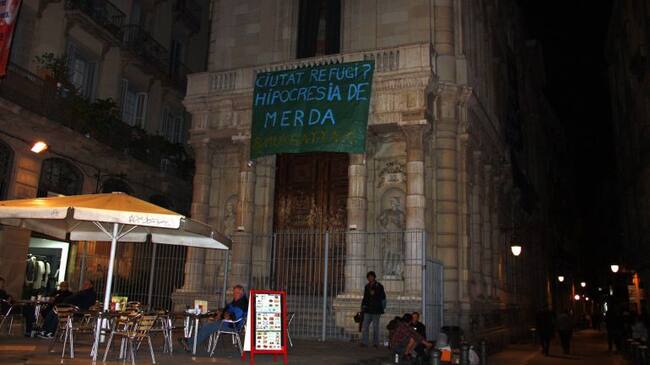 CIUTAT REFUGI?
HIPOCRESIA DE
MERDA